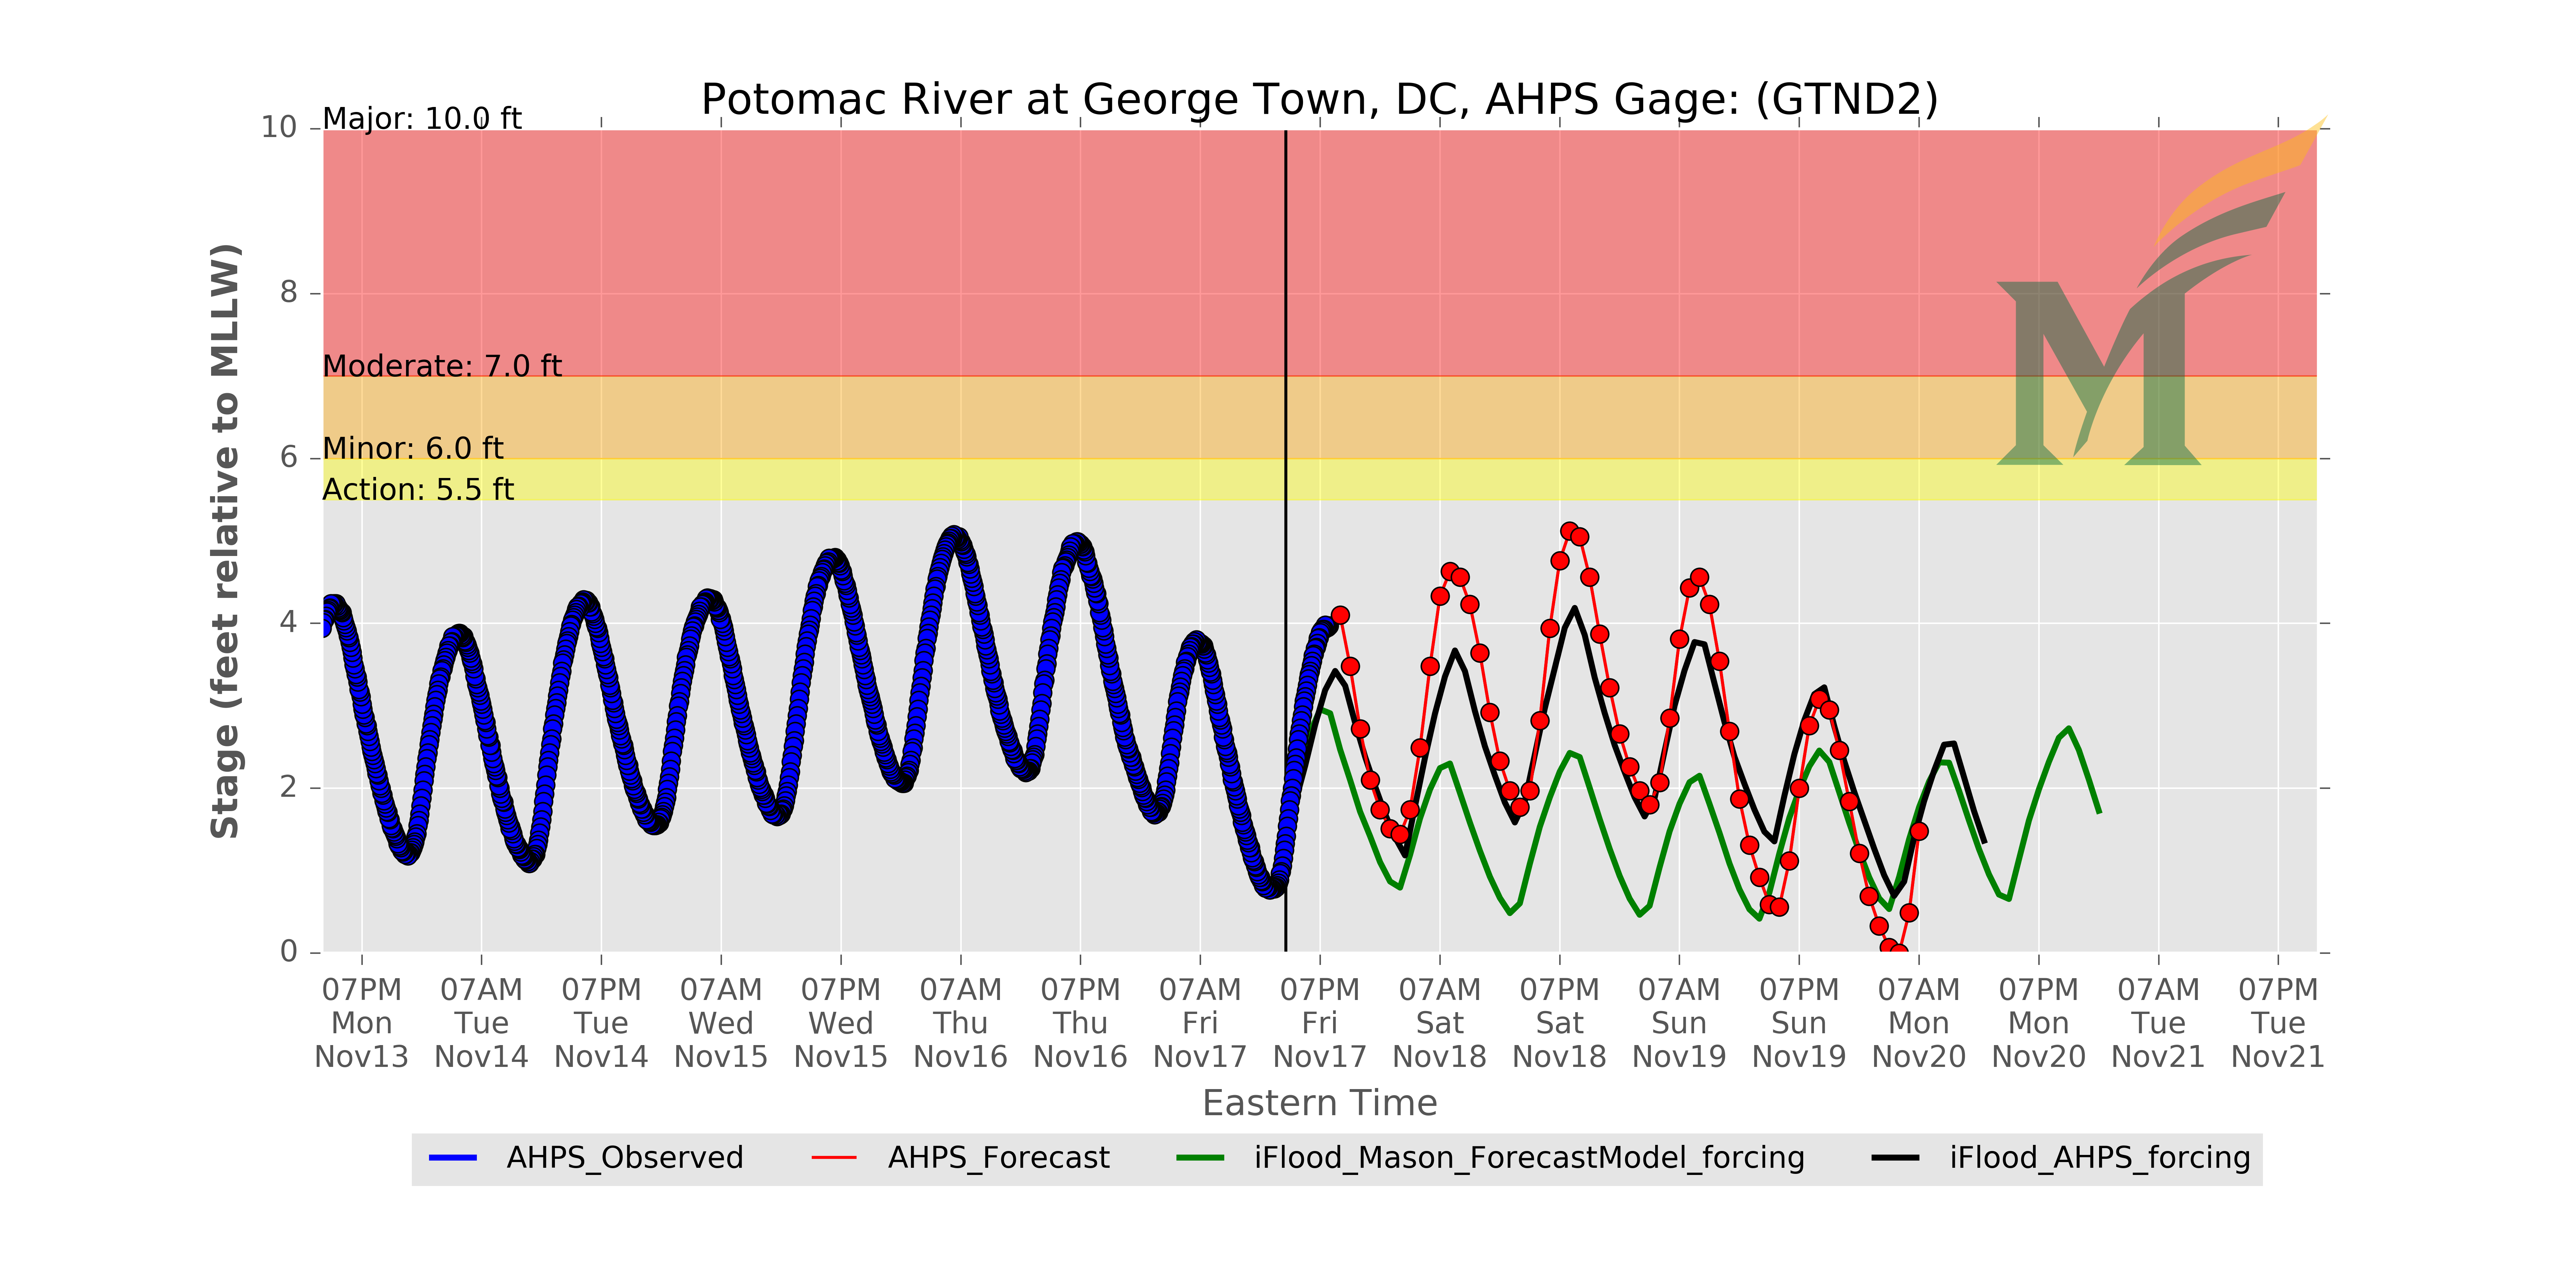 Potomac River at George Town, DC, AHPS Gage: (GTND2)
Major: 10.0 ft
Moderate: 7.0 ft
Minor: 6.0 ft
Action: 5.5 ft
Stage (feet relative to MLLW)
10
8
6
4
2
0
07PM 07AM 07PM 07AM 07PM 07AM 07PM 07AM 07PM 07AM 07PM 07AM 07PM 07AM 07PM 07AM 07PM
Mon Tue Tue Wed Wed Thu Thu Fri Fri Sat Sat Sun Sun Mon Mon Tue Tue
Nov13 Nov14 Nov14 Nov15 Nov15 Nov16 Nov16 Nov17 Nov17 Nov18 Nov18 Nov19 Nov19 Nov20 Nov20 Nov21 Nov21
Eastern Time
AHPS_Observed AHPS_Forecast iFlood_Mason_ForecastModel_forcing iFlood_AHPS_forcing
M